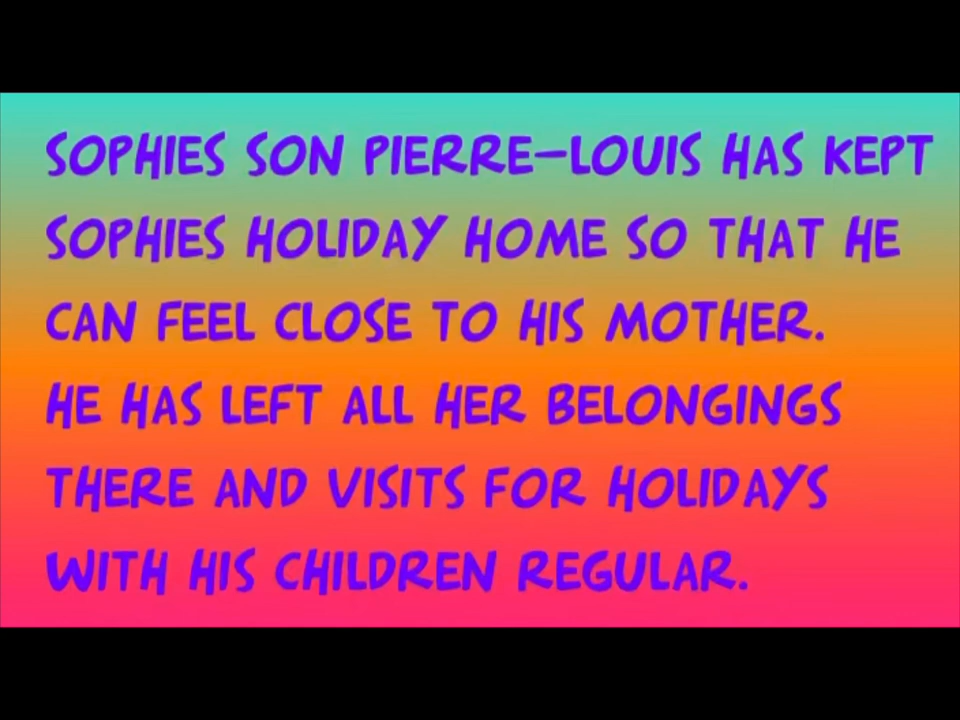 SOPHIES SON PIERRE-LOUIS HAS KEPT
SOPHIES HOLIDAY HOME SO THAT HE
CAN FEEL CLOSE TO HIS MOTHER.
HE HAS LEFT ALL HER BELONGINGS
THERE AND VISITS FOR HOLIDAYS
WITH HIS CHILDREN REGULAR.